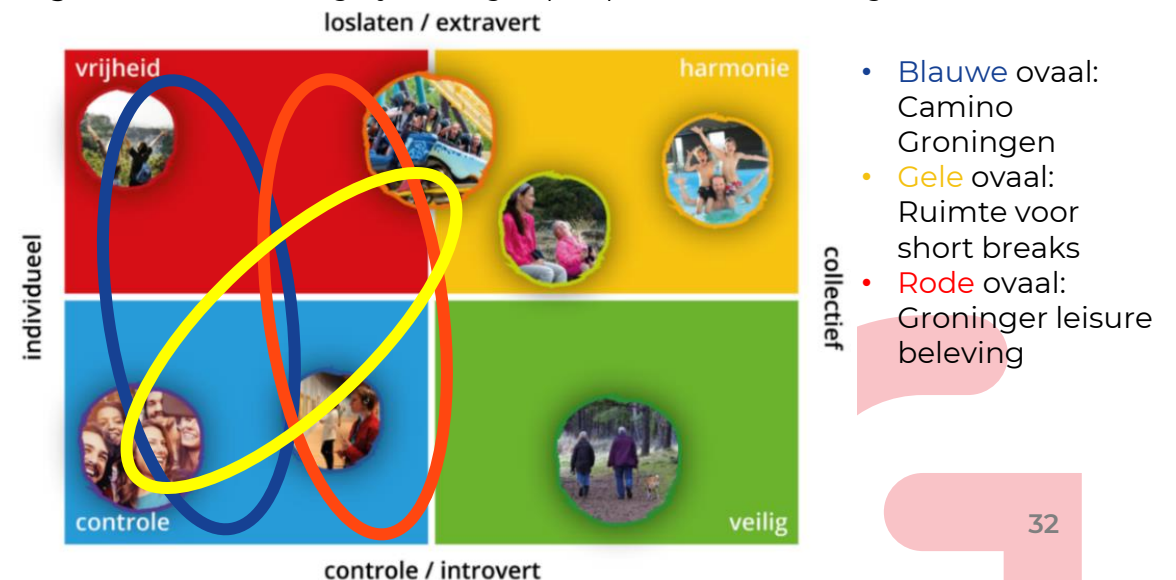 loslaten / extravert
vrijheid
harmonie
individueel
collectief
controle
veilig
controle / introvert
• Blauwe ovaal:
Camino
Groningen
• Gele ovaal:
Ruimte voor
short breaks
• Rode ovaal:
Groninger leisure
beleving
32